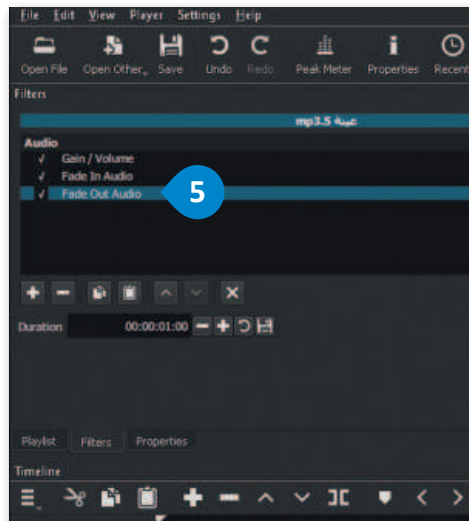 File Edit View Player Settings Help
Open File Open Other Save Undo Redo Peak Meter Properties Recent
Filters
mp3.5 عينة
Audio
✓ Gain / Volume
✓ Fade In Audio
✓ Fade Out Audio
5
Duration 00:00:01:00
Playlist Filters Properties
Timeline